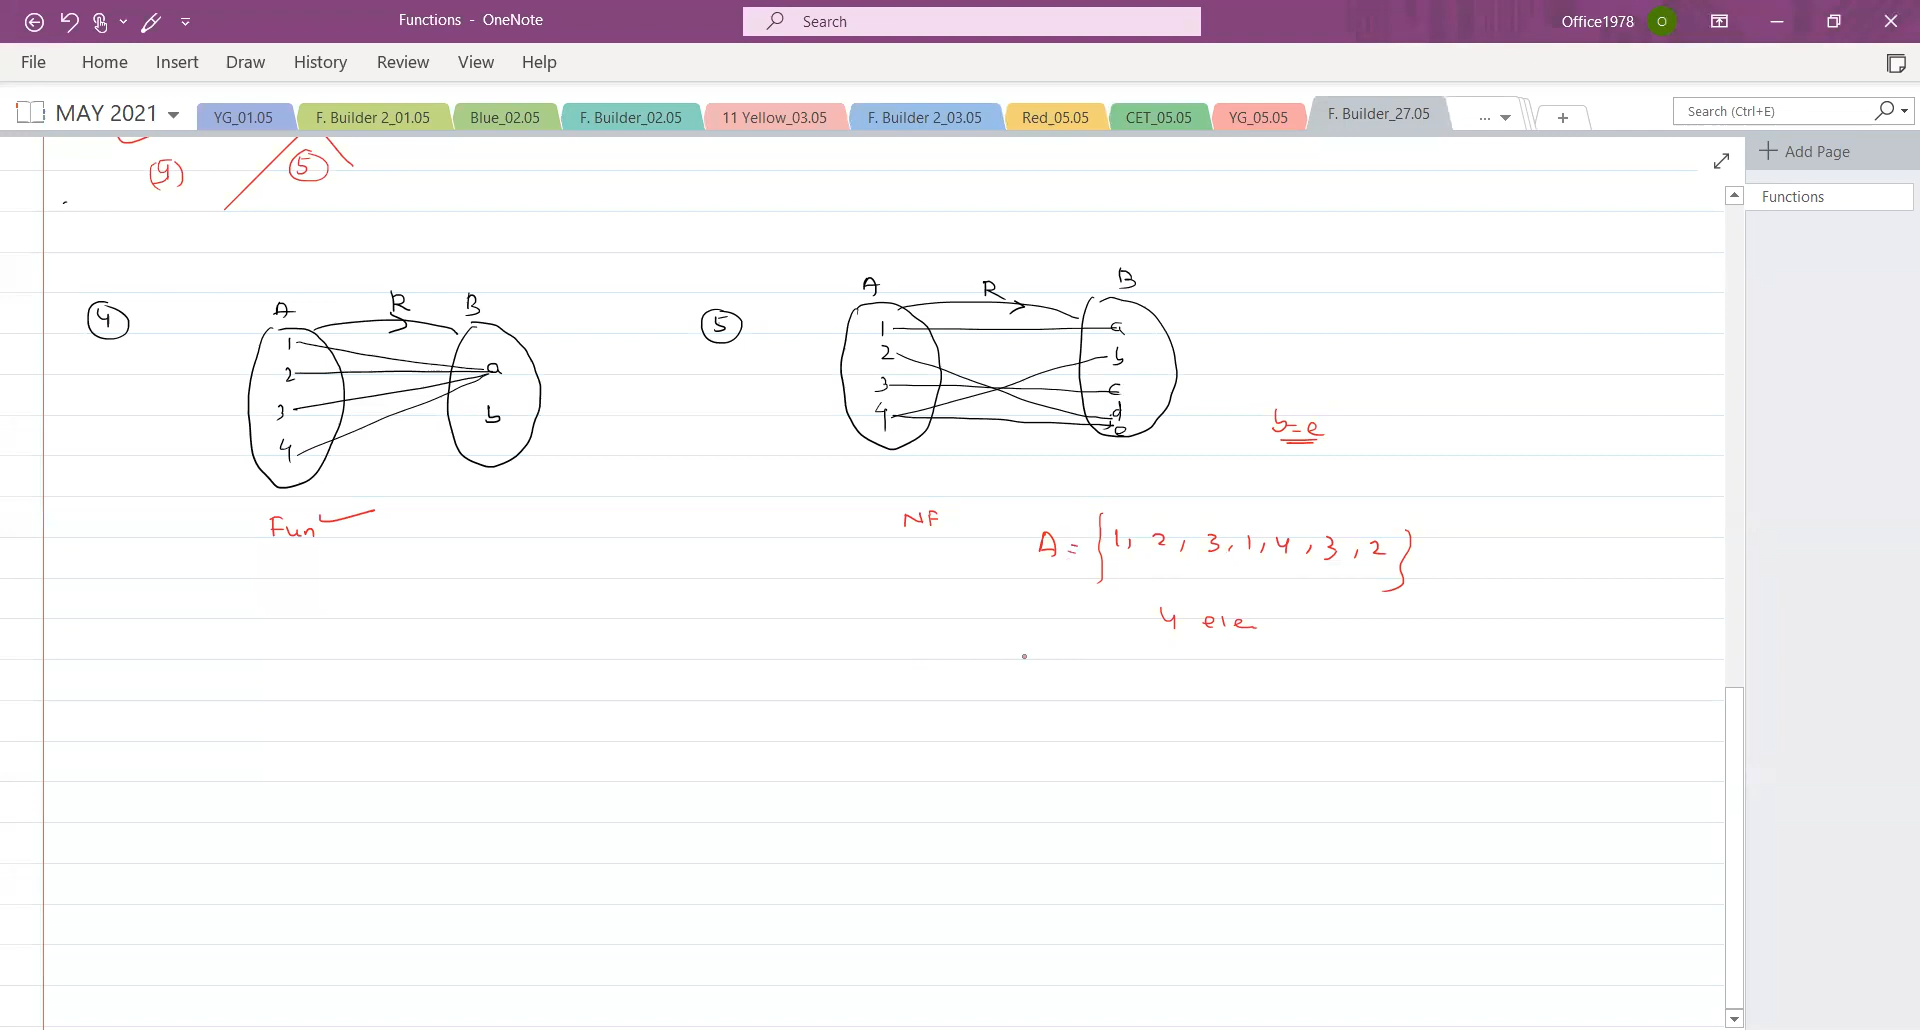 Functions - OneNote
Search
Office1978
O
File Home Insert Draw History Review View Help
MAY 2021
YG_01.05
F. Builder 2_01.05
Blue_02.05
F. Builder_02.05
11 Yellow_03.05
F. Builder 2_03.05
Red_05.05
CET_05.05
YG_05.05
F. Builder_27.05
...
+
Search (Ctrl+E)
Add Page
Functions
5
4
A R B
1
2
3
4
a
b
Fun
5
A R B
1
2
3
4
a
b
c
d
e
b=e
NF
A = {1, 2, 3, 1, 4, 3, 2}
4 ele